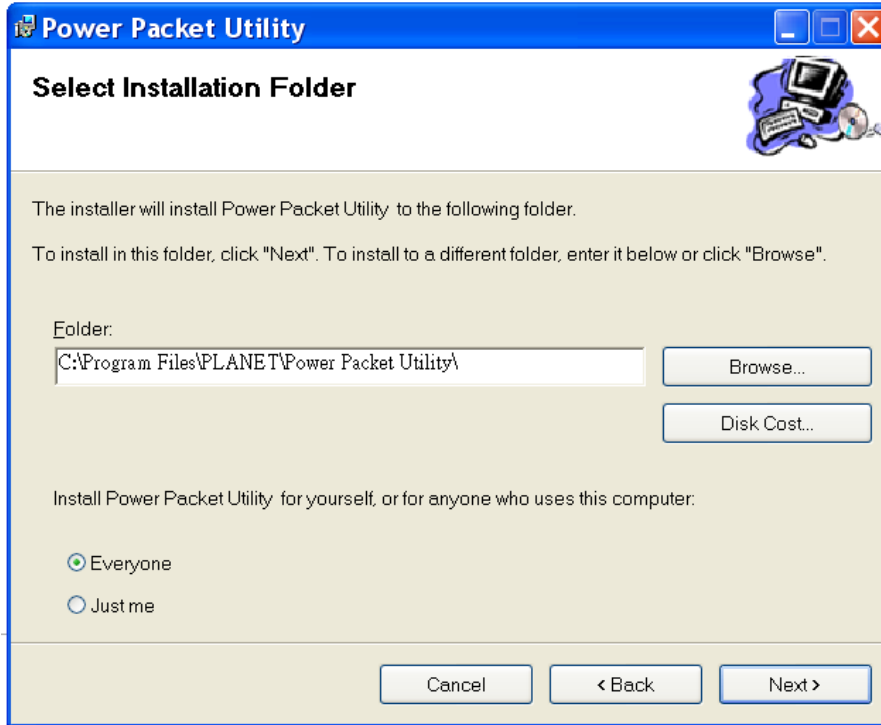 Power Packet Utility
Select Installation Folder
The installer will install Power Packet Utility to the following folder.
To install in this folder, click "Next". To install to a different folder, enter it below or click "Browse".
Folder:
C:\Program Files\PLANET\Power Packet Utility\
Browse...
Disk Cost...
Install Power Packet Utility for yourself, or for anyone who uses this computer:
Everyone
Just me
Cancel
< Back
Next >